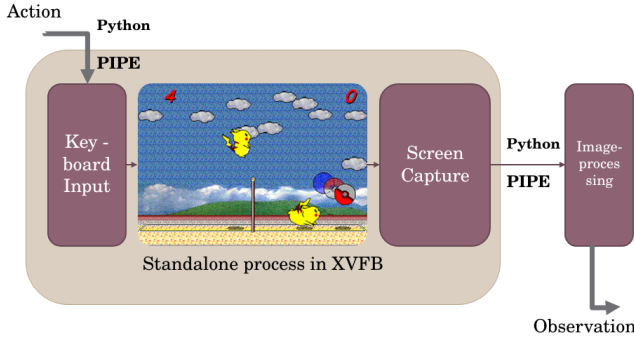 Action
Python
PIPE
Key -
board
Input
4
0
Screen
Capture
Python
PIPE
Image-
proces
sing
Standalone process in XVFB
Observation